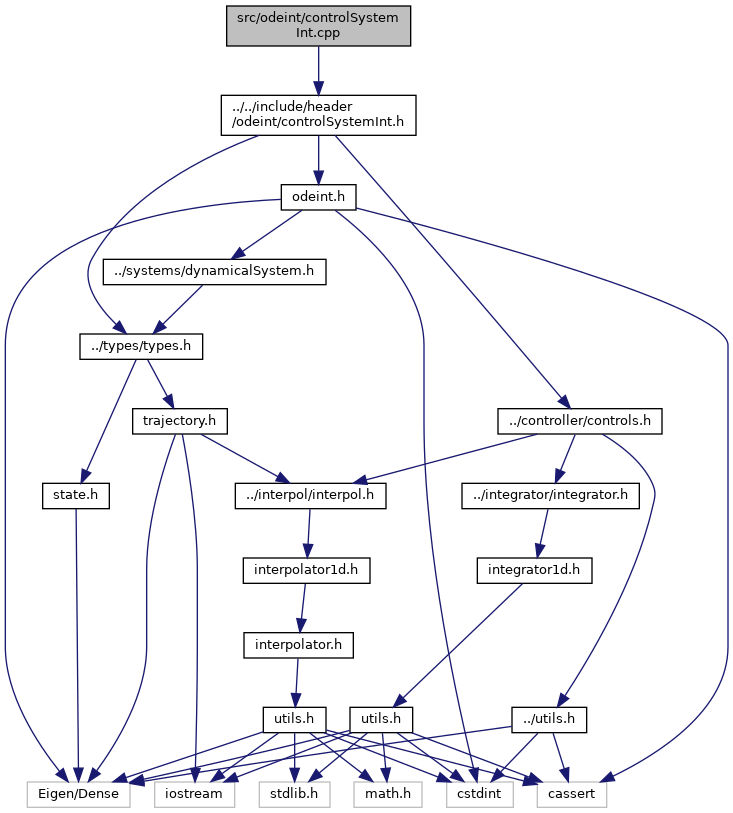 src/odeint/controlSystem
Int.cpp
../../include/header
/odeint/controlSystemInt.h
odeint.h
../systems/dynamicalSystem.h
../types/types.h
trajectory.h
../controller/controls.h
state.h
../interpol/interpol.h
../integrator/integrator.h
interpolator1d.h
integrator1d.h
interpolator.h
utils.h
utils.h
../utils.h
Eigen/Dense
iostream
stdlib.h
math.h
cstdint
cassert